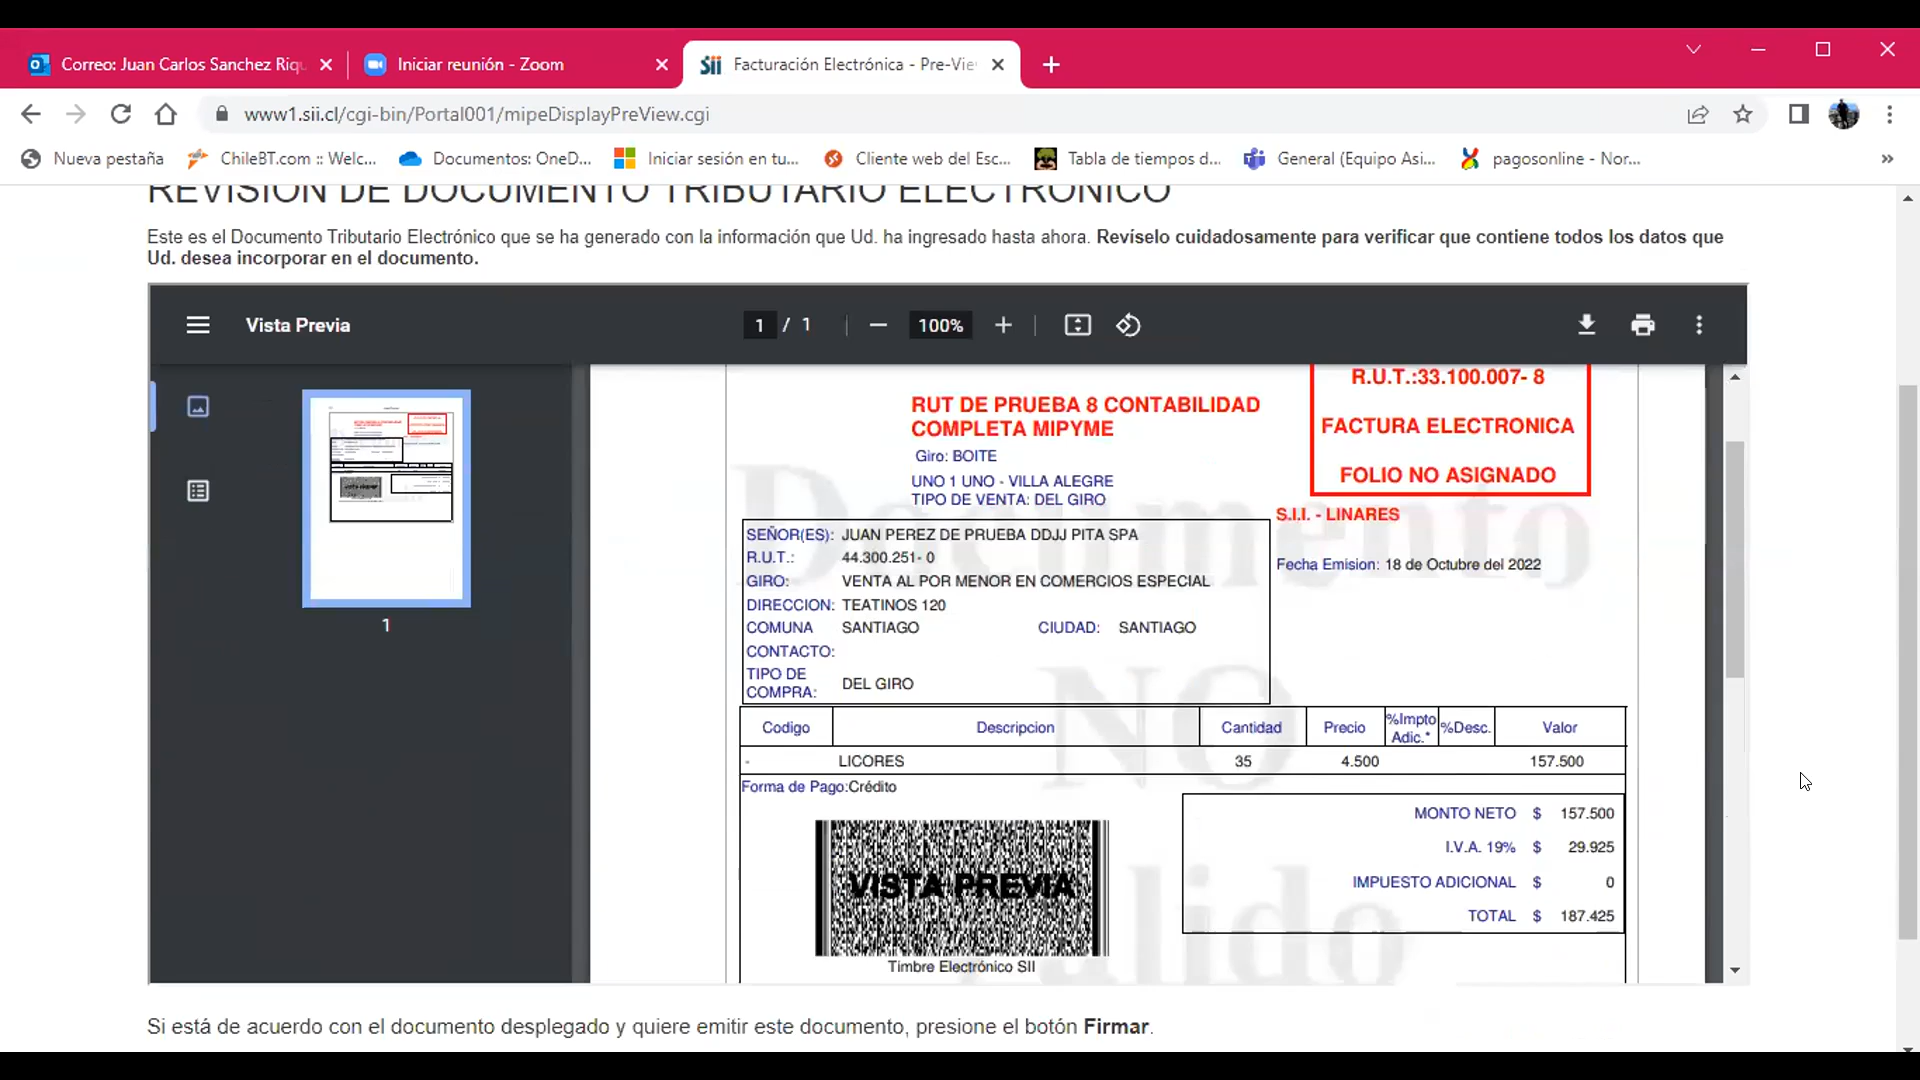 Correo: Juan Carlos Sanchez Riqu
Iniciar reunión - Zoom
Sii Facturación Electrónica - Pre-Vie
www1.sii.cl/cgi-bin/Portal001/mipeDisplayPreView.cgi
Nueva pestaña
ChileBT.com :: Welc...
Documentos: OneD...
Iniciar sesión en tu...
Cliente web del Esc...
Tabla de tiempos d...
General (Equipo Asi...
pagosonline - Nor...
REVISION DE DOCUMENTO TRIBUTARIO ELECTRONICO
Este es el Documento Tributario Electrónico que se ha generado con la información que Ud. ha ingresado hasta ahora. Revíselo cuidadosamente para verificar que contiene todos los datos que
Ud. desea incorporar en el documento.
Vista Previa
1 / 1
100%
1
R.U.T.:33.100.007- 8
FACTURA ELECTRONICA
FOLIO NO ASIGNADO
S.I.I. - LINARES
RUT DE PRUEBA 8 CONTABILIDAD
COMPLETA MIPYME
Giro: BOITE
UNO 1 UNO - VILLA ALEGRE
TIPO DE VENTA: DEL GIRO
Fecha Emision: 18 de Octubre del 2022
SEÑOR(ES): JUAN PEREZ DE PRUEBA DDJJ PITA SPA
R.U.T.: 44.300.251- 0
GIRO: VENTA AL POR MENOR EN COMERCIOS ESPECIAL
DIRECCION: TEATINOS 120
COMUNA SANTIAGO CIUDAD: SANTIAGO
CONTACTO:
TIPO DE
COMPRA: DEL GIRO
Codigo Descripcion Cantidad Precio %Impto Adic.* %Desc. Valor
- LICORES 35 4.500 157.500
Forma de Pago:Crédito
MONTO NETO $ 157.500
I.V.A. 19% $ 29.925
IMPUESTO ADICIONAL $ 0
TOTAL $ 187.425
VISTA PREVIA
Timbre Electrónico SII
Documento
NO
alido
Si está de acuerdo con el documento desplegado y quiere emitir este documento, presione el botón Firmar.